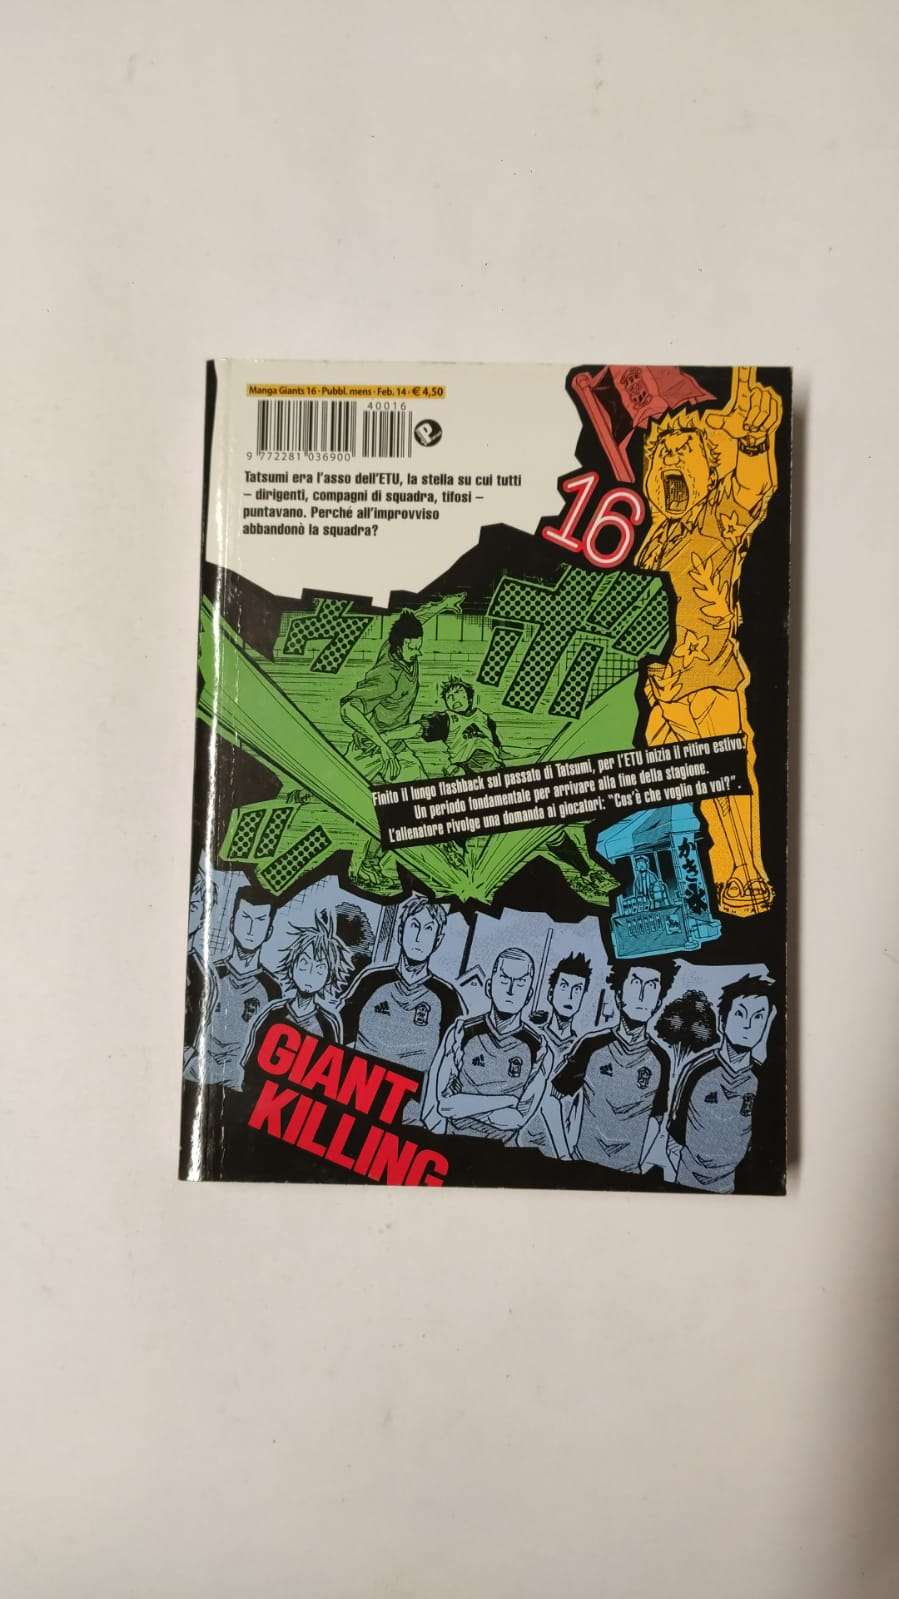 Manga Giants 16 • Pubbl. mens • Feb. 14 • € 4,50
40016
9 772281 036900
Tatsumi era l'asso dell'ETU, la stella su cui tutti
– dirigenti, compagni di squadra, tifosi –
puntavano. Perché all'improvviso
abbandonò la squadra?
16
Finito il lungo flashback sul passato di Tatsumi, per l'ETU inizia il ritiro estivo.
Un periodo fondamentale per arrivare alla fine della stagione.
L'allenatore rivolge una domanda ai giocatori: "Cos'è che voglio da voi?".
かき氷
GIANT
KILLING